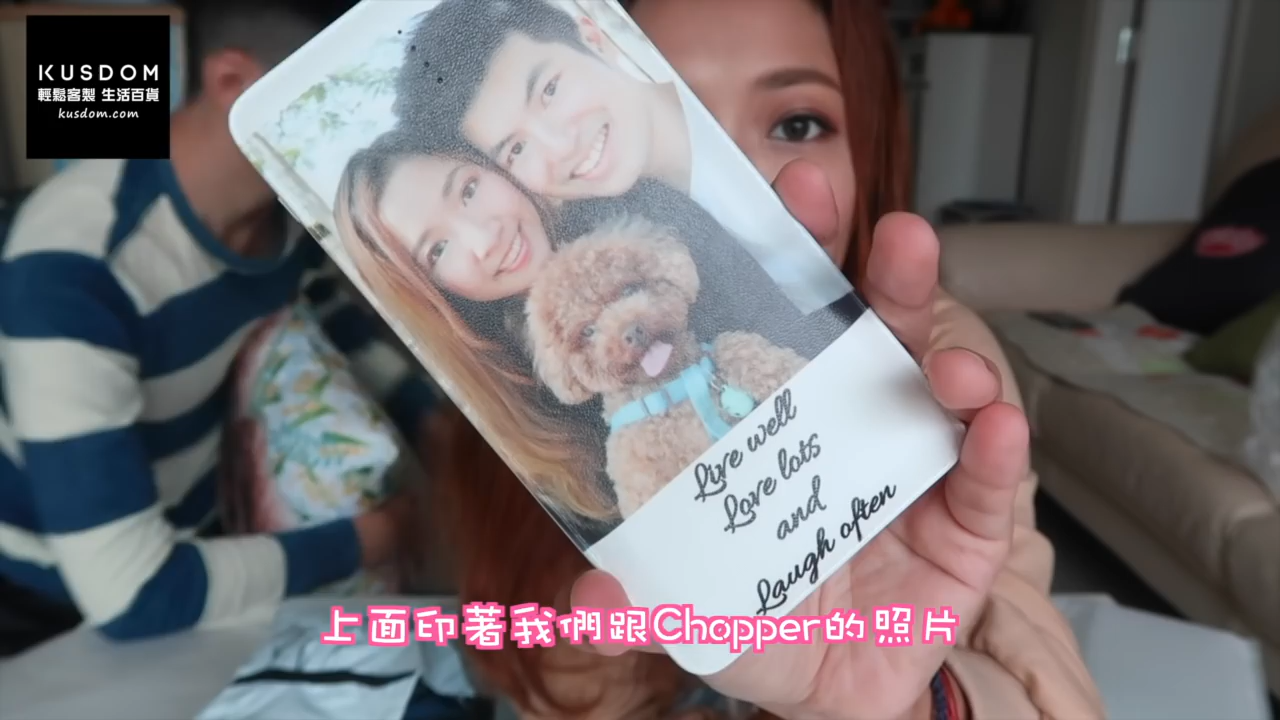 KUSDOM
輕鬆客製 生活百貨
kusdom.com
Live well
Love lots
and
Laugh often
上面印著我們跟Chopper的照片